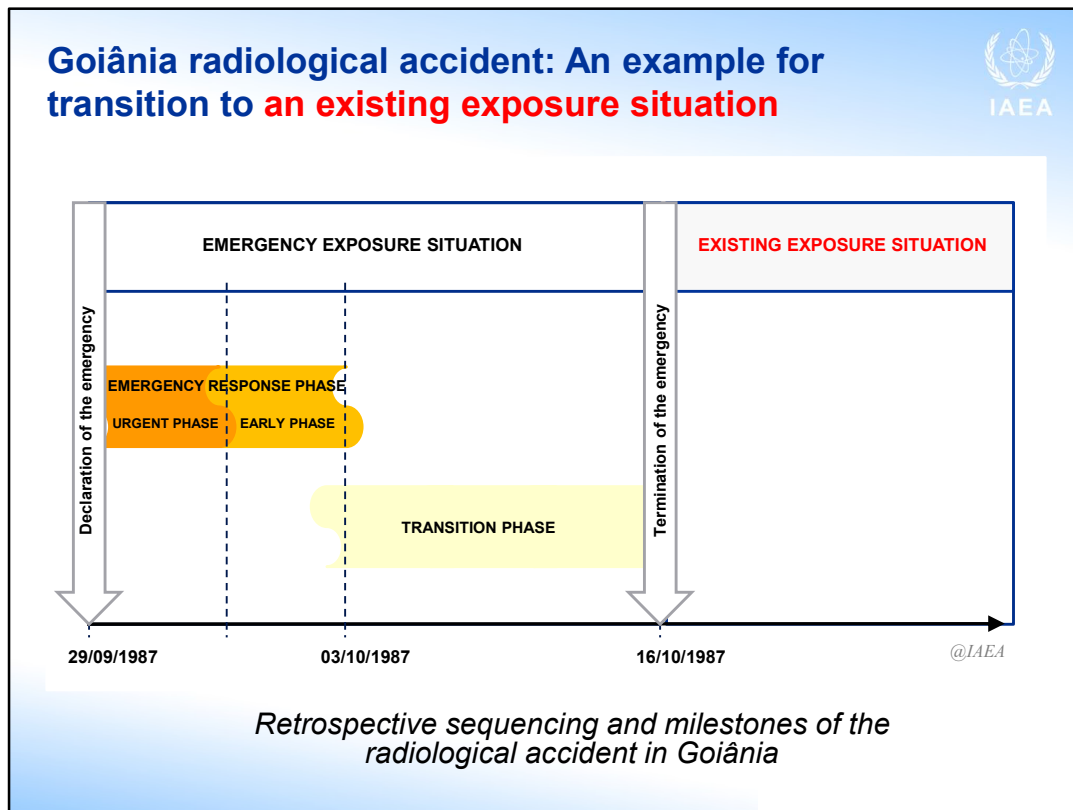 Goiânia radiological accident: An example for
transition to an existing exposure situation
IAEA
EMERGENCY EXPOSURE SITUATION
EXISTING EXPOSURE SITUATION
Declaration of the emergency
Termination of the emergency
EMERGENCY RESPONSE PHASE
URGENT PHASE
EARLY PHASE
TRANSITION PHASE
29/09/1987
03/10/1987
16/10/1987
@IAEA
Retrospective sequencing and milestones of the
radiological accident in Goiânia